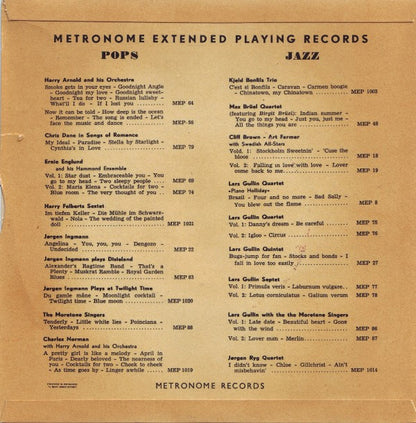 METRONOME EXTENDED PLAYING RECORDS
POPS
Harry Arnold and his Orchestra
Smoke gets in your eyes - Goodnight Angle
- Goodnight my love - Goodnight sweet-
heart - Tea for two - Russian lullaby -
What'll I do - If I lost you .......... MEP 64
Now it can be told - How deep is the ocean
- Remember - The song is ended - Let's
face the music and dance .......... MEP 56
Chris Dane in Songs of Romance
My Ideal - Paradise - Stella by Starlight -
Cynthia's in Love .......... MEP 79
Ernie Englund
and his Hammond Ensemble
Vol. 1: Star dust - Embraceable you - You
go to my head - Two sleepy people .. MEP 69
Vol. 2: Maria Elena - Cocktails for two -
Blue room - The very thought of you .. MEP 74
Harry Felberts Sextet
Im tiefen Keller - Die Mühle im Schwarz-
wald - Nola - The wedding of the painted
doll .......... MEP 1021
Jørgen Ingmann
Angelina - You, you, you - Dengozo -
Undecided .......... MEP 22
Jørgen Ingmann plays Dixieland
Alexander's Ragtime Band - That's a
Plenty - Muskrat Ramble - Royal Garden
Blues .......... MEP 63
Jørgen Ingmann Plays at Twilight Time
Du gamle måne - Moonlight cocktail -
Twilight time - Blue moon .......... MEP 1020
The Moretone Singers
Tenderly - Little white lies - Poinciana -
Yesterdays .......... MEP 88
Charles Norman
with Harry Arnold and his Orchestra
A pretty girl is like a melody - April in
Paris - Dearly beloved - The nearness of
you - Cocktails for two - Cheek to cheek
- As time goes by - Linger awhile ..... MEP 1019
JAZZ
Kjeld Bonfils Trio
C'est si Bonfils - Caravan - Carmen boogie
- Chinatown, my Chinatown .......... MEP 1003
Max Brüel Quartet
(featuring Birgit Brüel): Indian summer -
You go to my head - Just you, just me -
All the things you are .......... MEP 48
Cliff Brown - Art Farmer
with Swedish All-Stars
Vold. 1: Stockholm Sweetnin' - 'Cuse the
bloose .......... MEP 18
Vold. 2: Falling in love with love - Lover
come back to me .......... MEP 19
Lars Gullin Quartet
»Piano Holliday«
Brazil - Four and no more - Sad Sally -
You blew out the flame .......... MEP 8
Lars Gullin Quartet
Vol. 1: Danny's dream - Be careful .... MEP 75
Vol. 2: Igloo - Circus .......... MEP 76
Lars Gullin Quintet
Bugs-jump for fan - Stocks and bonds - I
fall in love too easily .......... MEP 27
Lars Gullin Septet
Vol. 1: Primula veris - Laburnum vulgare. MEP 77
Vol. 2: Lotus corniculatus - Galium verum MEP 78
Lars Gullin with the the Moretone Singers
Vol. 1: Late date - Beautiful heart - Gone
with the wind .......... MEP 86
Vol. 2: Lover man - Merlin .......... MEP 87
Jørgen Ryg Quartet
I didn't know - Chloe - Gillchrist - Ain't
misbehavin' .......... MEP 1014
METRONOME RECORDS